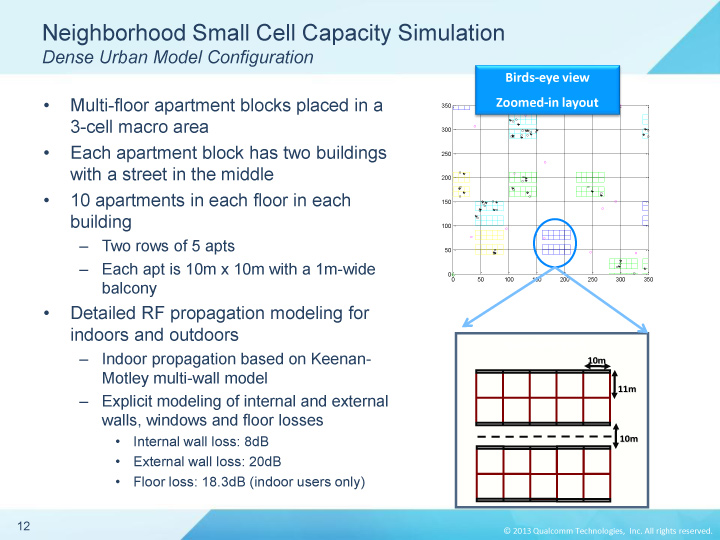 Neighborhood Small Cell Capacity Simulation
Dense Urban Model Configuration
• Multi-floor apartment blocks placed in a
3-cell macro area
• Each apartment block has two buildings
with a street in the middle
• 10 apartments in each floor in each
building
– Two rows of 5 apts
– Each apt is 10m x 10m with a 1m-wide
balcony
• Detailed RF propagation modeling for
indoors and outdoors
– Indoor propagation based on Keenan-
Motley multi-wall model
– Explicit modeling of internal and external
walls, windows and floor losses
• Internal wall loss: 8dB
• External wall loss: 20dB
• Floor loss: 18.3dB (indoor users only)
Birds-eye view
Zoomed-in layout
350
300
250
200
150
100
50
0
0 50 100 150 200 250 300 350
10m
11m
10m
12
© 2013 Qualcomm Technologies, Inc. All rights reserved.